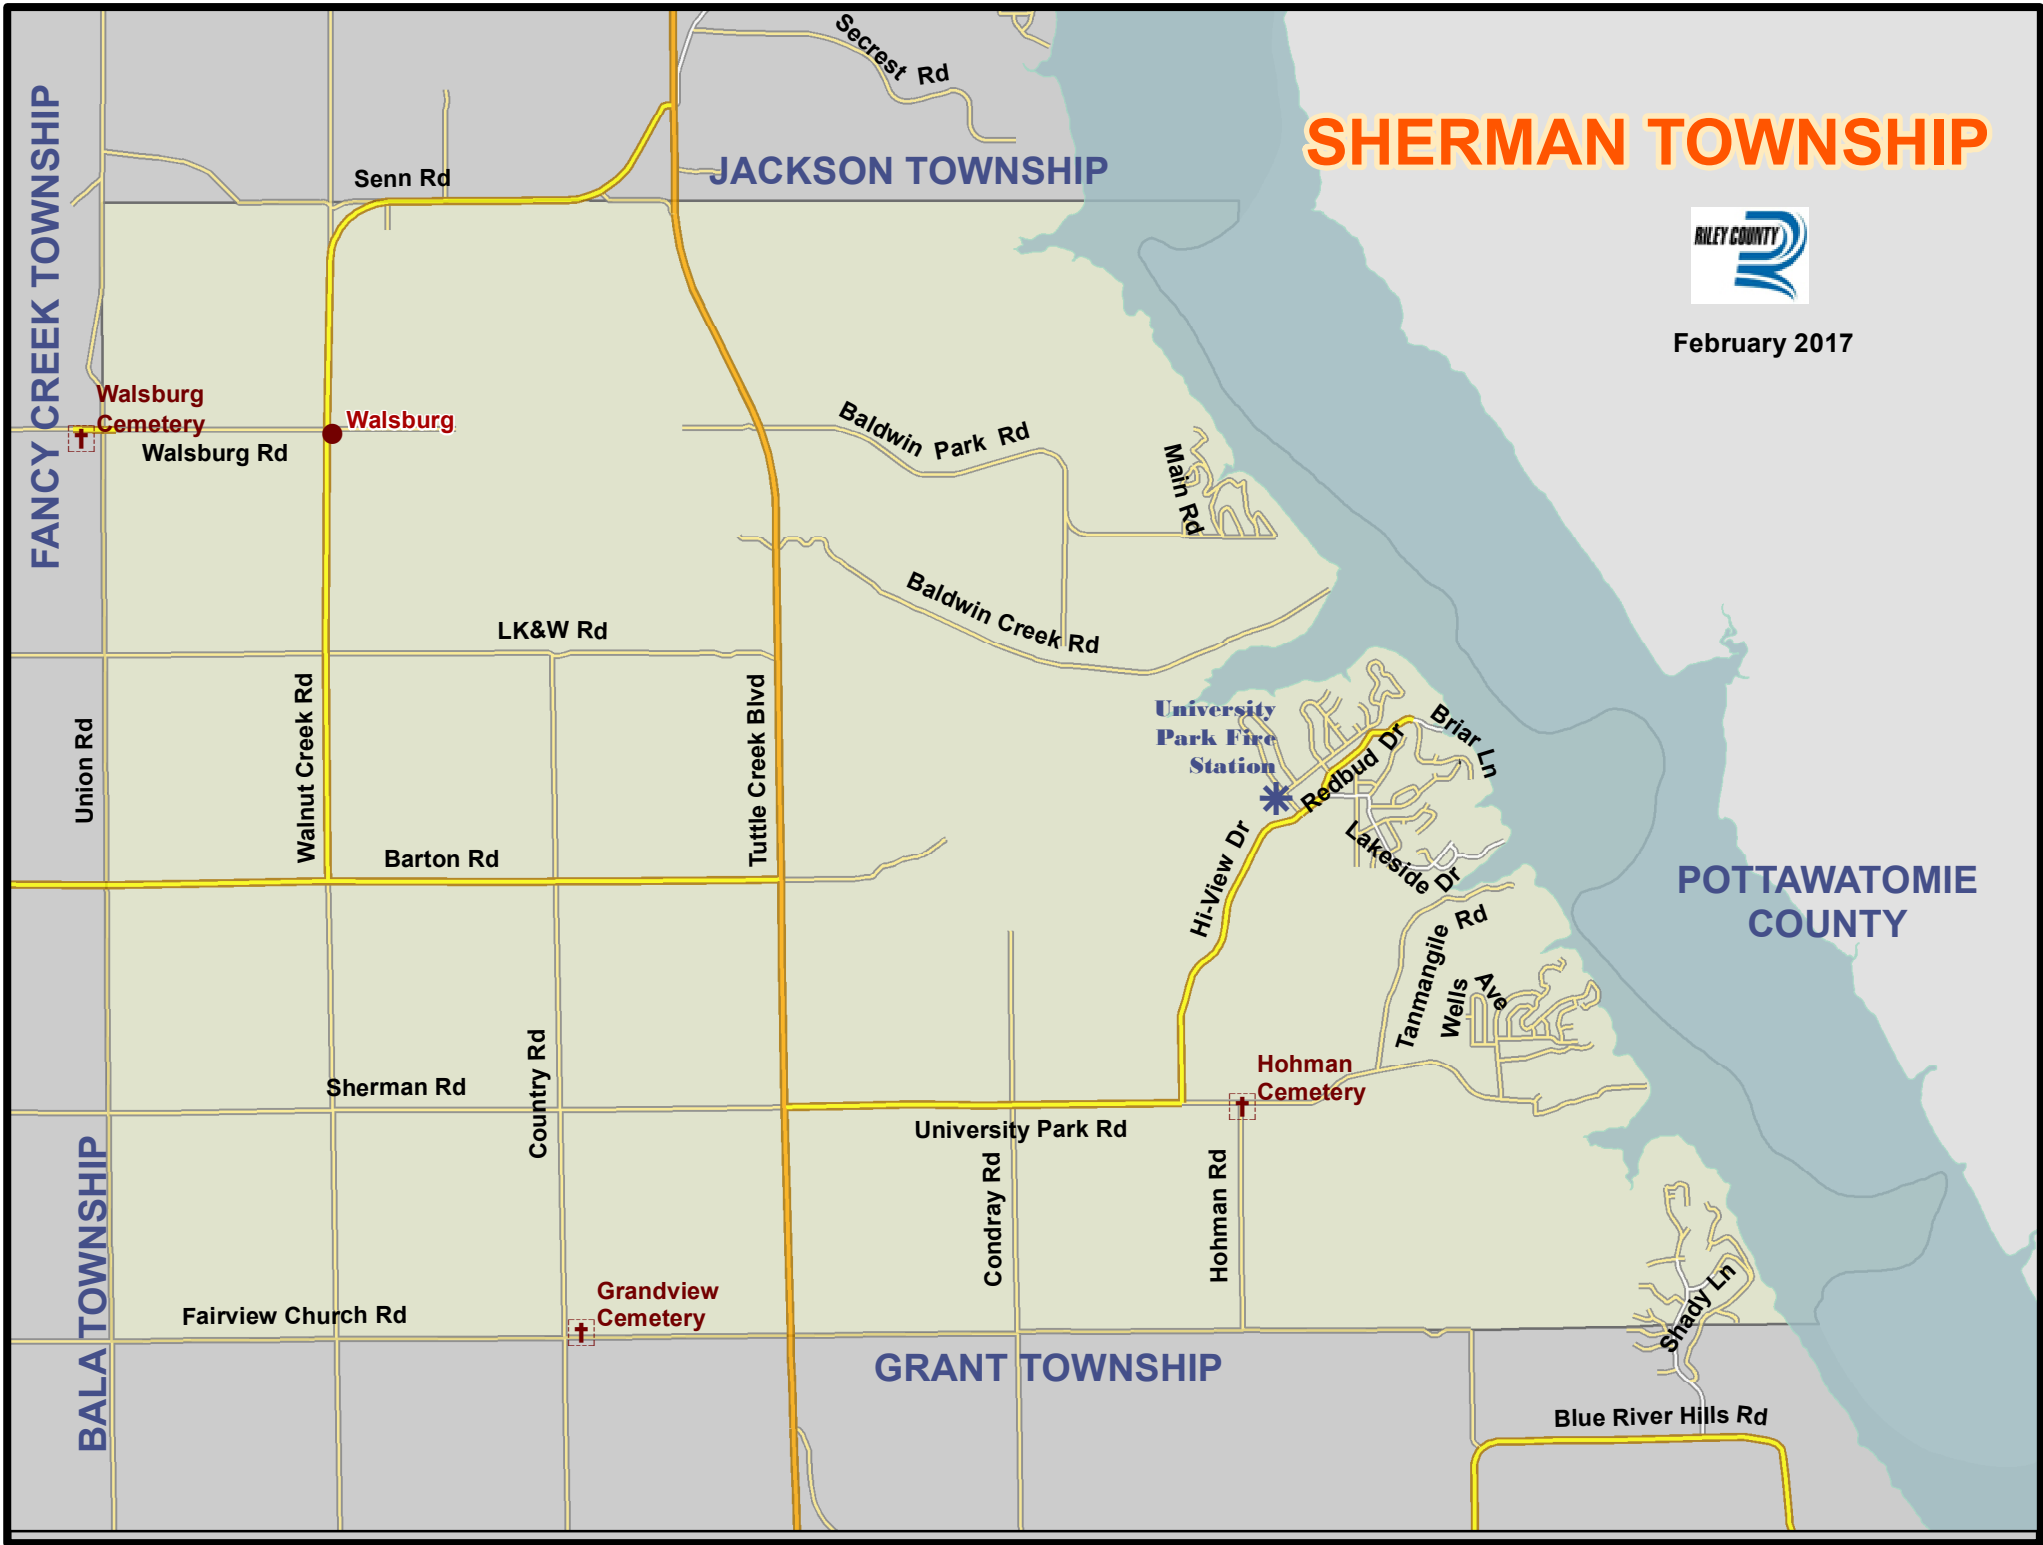 Secrest Rd
SHERMAN TOWNSHIP
JACKSON TOWNSHIP
Senn Rd
RILEY COUNTY
February 2017
FANCY CREEK TOWNSHIP
Walsburg
Cemetery
Walsburg
Walsburg Rd
Baldwin Park Rd
Main Rd
Baldwin Creek Rd
LK&W Rd
Union Rd
Walnut Creek Rd
Tuttle Creek Blvd
University
Park Fire
Station
Redbud Dr
Briar Ln
Hi-View Dr
Lakeside Dr
Barton Rd
POTTAWATOMIE
COUNTY
Tanmangile Rd
Wells Ave
Country Rd
Sherman Rd
Hohman
Cemetery
University Park Rd
Condray Rd
Hohman Rd
BALA TOWNSHIP
Grandview
Cemetery
Fairview Church Rd
Shady Ln
GRANT TOWNSHIP
Blue River Hills Rd